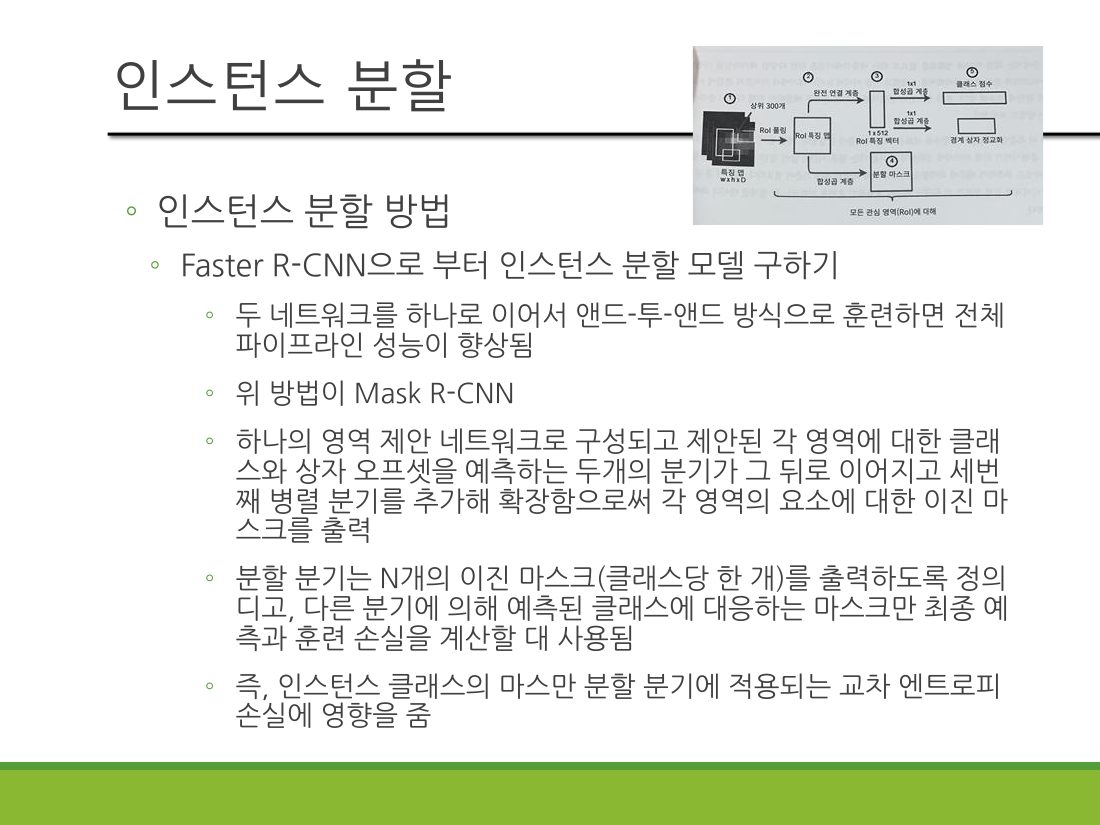 인스턴스 분할
①
상위 300개
특징 맵
w x h x D
RoI 풀링
②
RoI 특징 맵
완전 연결 계층
합성곱 계층
③
1 x 512
RoI 특징 벡터
1x1
합성곱 계층
1x1
합성곱 계층
④
분할 마스크
⑤
클래스 점수
경계 상자 정교화
모든 관심 영역(RoI)에 대해
◦ 인스턴스 분할 방법
◦ Faster R-CNN으로 부터 인스턴스 분할 모델 구하기
◦ 두 네트워크를 하나로 이어서 앤드-투-앤드 방식으로 훈련하면 전체
파이프라인 성능이 향상됨
◦ 위 방법이 Mask R-CNN
◦ 하나의 영역 제안 네트워크로 구성되고 제안된 각 영역에 대한 클래
스와 상자 오프셋을 예측하는 두개의 분기가 그 뒤로 이어지고 세번
째 병렬 분기를 추가해 확장함으로써 각 영역의 요소에 대한 이진 마
스크를 출력
◦ 분할 분기는 N개의 이진 마스크(클래스당 한 개)를 출력하도록 정의
디고, 다른 분기에 의해 예측된 클래스에 대응하는 마스크만 최종 예
측과 훈련 손실을 계산할 대 사용됨
◦ 즉, 인스턴스 클래스의 마스만 분할 분기에 적용되는 교차 엔트로피
손실에 영향을 줌